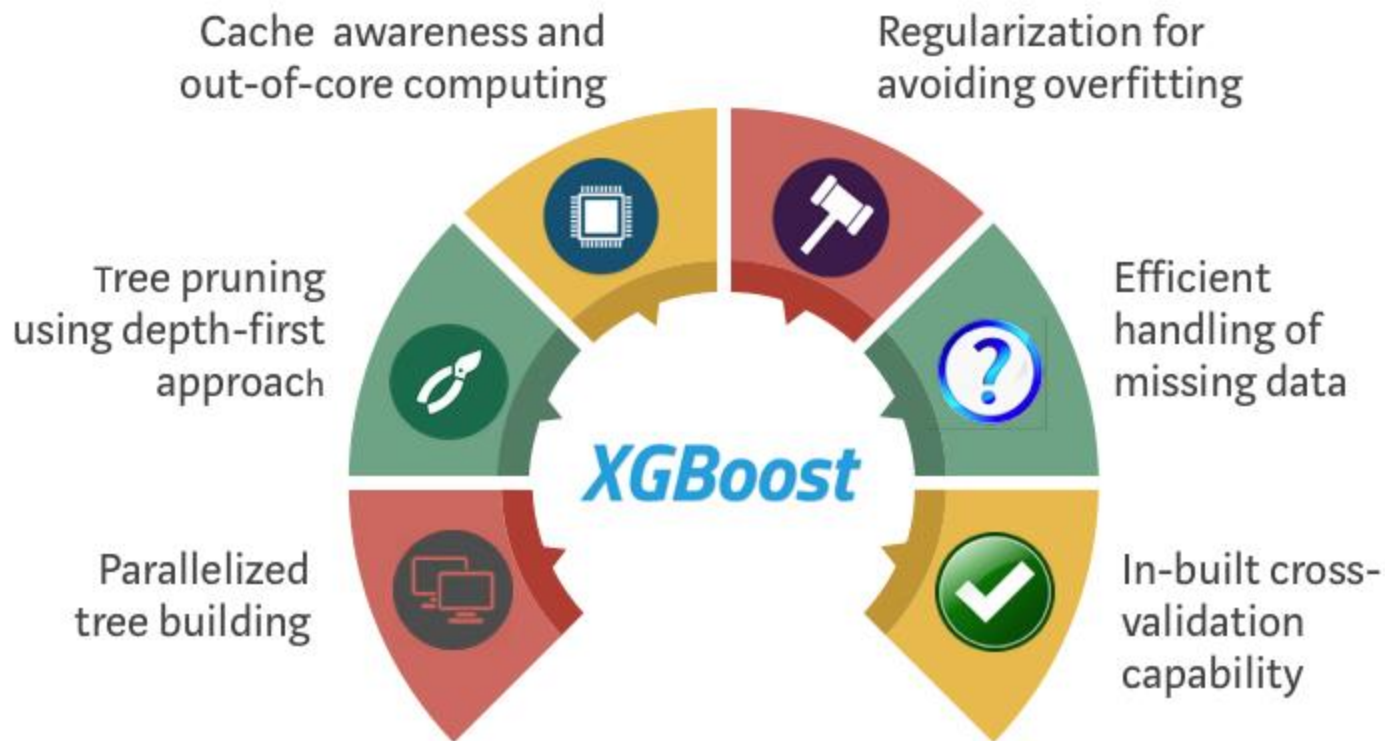 Cache awareness and
out-of-core computing
Regularization for
avoiding overfitting
Tree pruning
using depth-first
approach
Efficient
handling of
missing data
XGBoost
Parallelized
tree building
In-built cross-
validation
capability